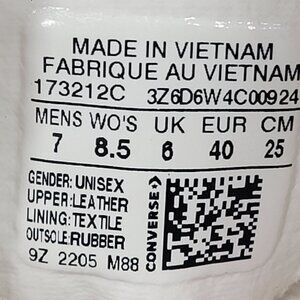 MADE IN VIETNAM
FABRIQUE AU VIETNAM
173212C 3Z6D6W4C00924
MENS WO'S UK EUR CM
7 8.5 6 40 25
GENDER: UNISEX
UPPER: LEATHER
LINING: TEXTILE
OUTSOLE: RUBBER
9Z 2205 M88
CONVERSE